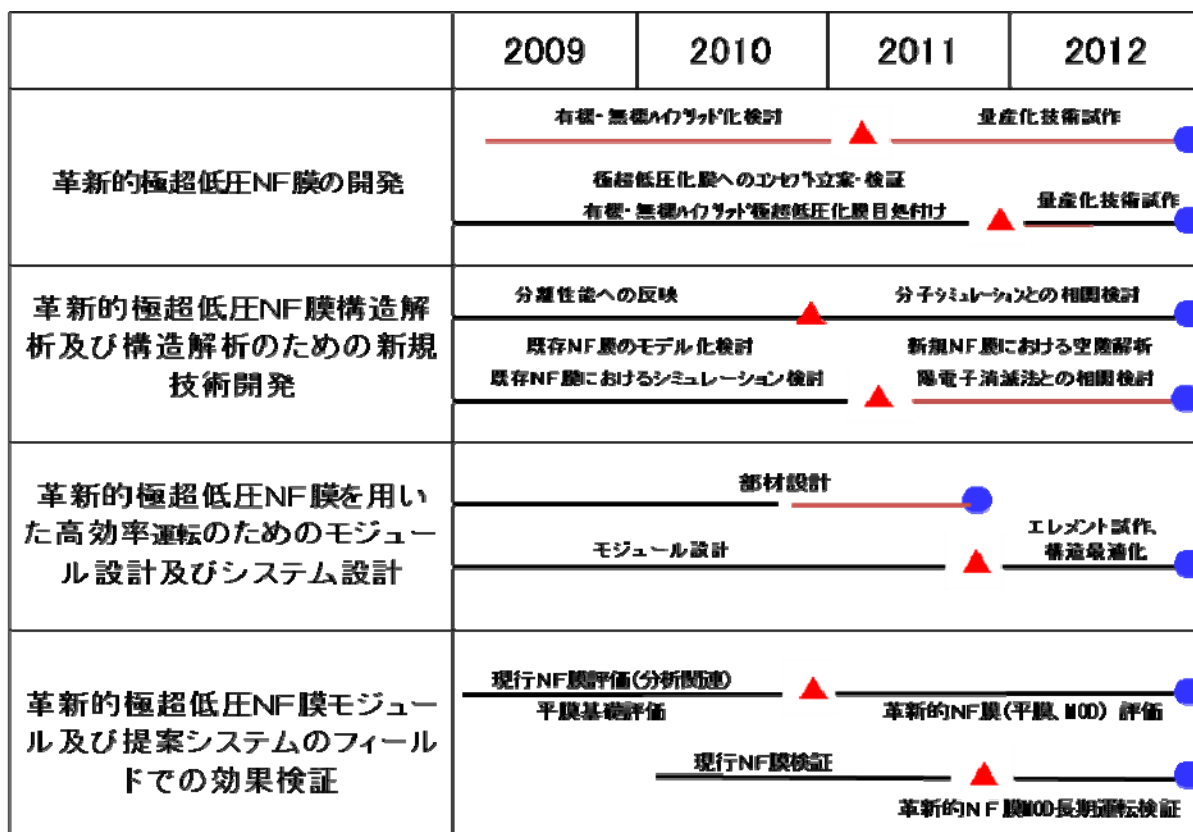 2009
2010
2011
2012
革新的極超低圧NF膜の開発
有機・無機ハイブリッド化検討
量産化技術試作
極超低圧化膜へのコンセプト立案・検証
有機・無機ハイブリッド極超低圧化膜目処付け
量産化技術試作
革新的極超低圧NF膜構造解
析及び構造解析のための新規
技術開発
分離性能への反映
分子シミュレーションとの相関検討
既存NF膜のモデル化検討
新規NF膜における空隙解析
既存NF膜におけるシミュレーション検討
陽電子消滅法との相関検討
革新的極超低圧NF膜を用い
た高効率運転のためのモジュー
ル設計及びシステム設計
部材設計
モジュール設計
エレメント試作、
構造最適化
革新的極超低圧NF膜モジュー
ル及び提案システムのフィール
ドでの効果検証
現行NF膜評価(分析関連)
平膜基礎評価
革新的NF膜(平膜、MOD) 評価
現行NF膜検証
革新的NF膜MOD長期運転検証